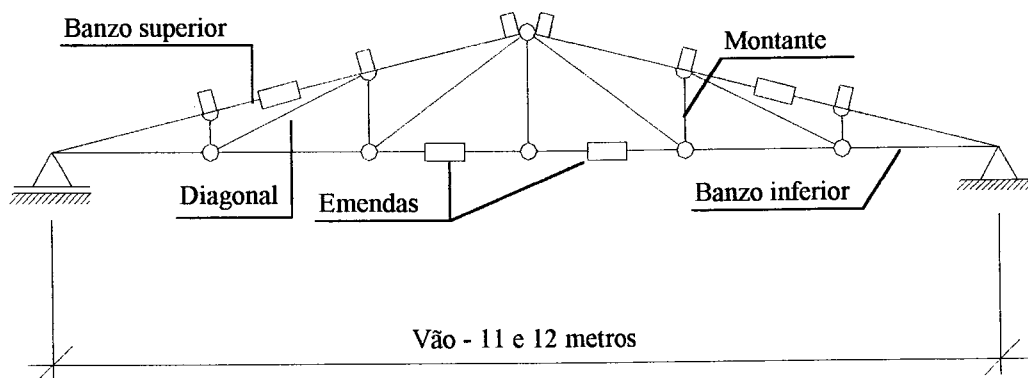 Banzo superior
Montante
Diagonal
Emendas
Banzo inferior
Vão - 11 e 12 metros